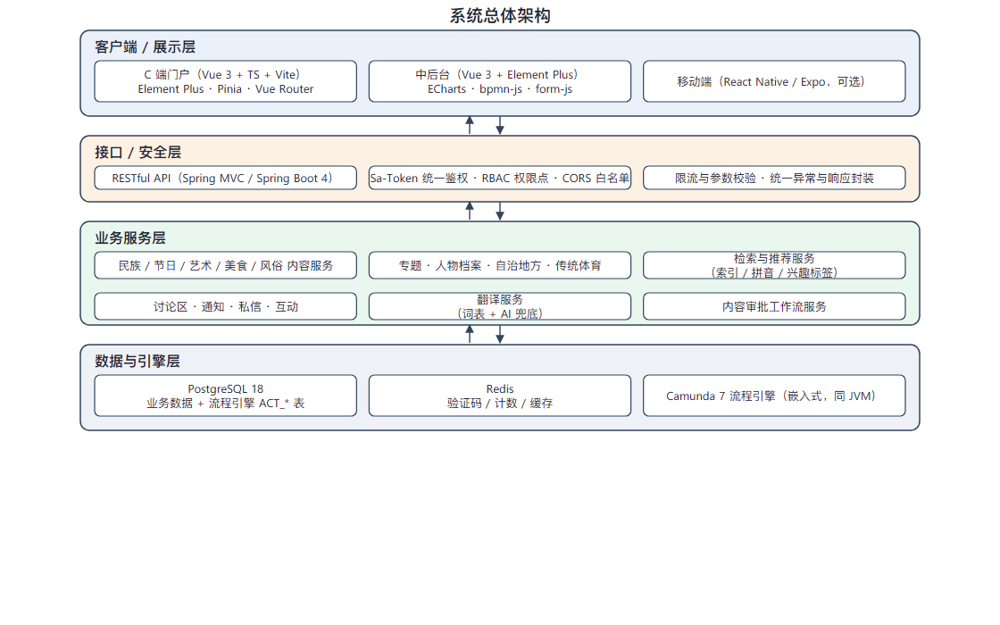 系统总体架构
客户端 / 展示层
C 端门户（Vue 3 + TS + Vite）
Element Plus · Pinia · Vue Router
中后台（Vue 3 + Element Plus）
ECharts · bpmn-js · form-js
移动端（React Native / Expo，可选）
接口 / 安全层
RESTful API（Spring MVC / Spring Boot 4）
Sa-Token 统一鉴权 · RBAC 权限点 · CORS 白名单
限流与参数校验 · 统一异常与响应封装
业务服务层
民族 / 节日 / 艺术 / 美食 / 风俗 内容服务
专题 · 人物档案 · 自治地方 · 传统体育
检索与推荐服务
（索引 / 拼音 / 兴趣标签）
讨论区 · 通知 · 私信 · 互动
翻译服务
（词表 + AI 兜底）
内容审批工作流服务
数据与引擎层
PostgreSQL 18
业务数据 + 流程引擎 ACT_* 表
Redis
验证码 / 计数 / 缓存
Camunda 7 流程引擎（嵌入式，同 JVM）